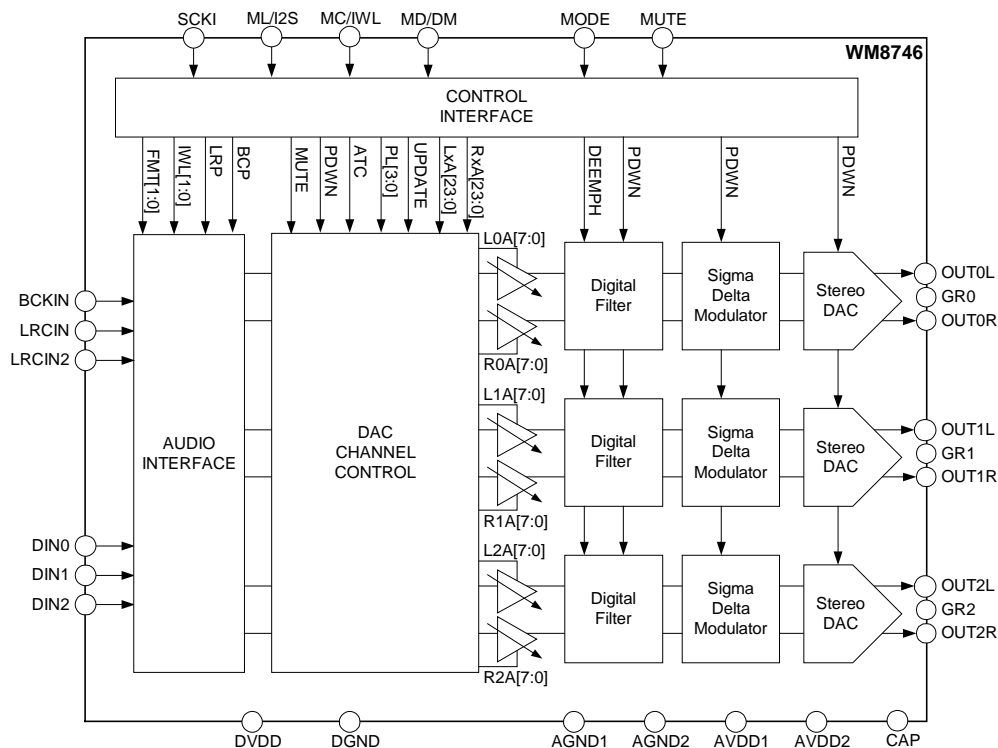 SCKI
ML/I2S
MC/IWL
MD/DM
MODE
MUTE
WM8746
CONTROL
INTERFACE
FMT[1:0]
IWL[1:0]
LRP
BCP
MUTE
PDWN
ATC
PL[3:0]
UPDATE
LxA[23:0]
RxA[23:0]
DEEMPH
PDWN
PDWN
PDWN
BCKIN
LRCIN
LRCIN2
DIN0
DIN1
DIN2
AUDIO
INTERFACE
DAC
CHANNEL
CONTROL
L0A[7:0]
R0A[7:0]
Digital
Filter
Sigma
Delta
Modulator
Stereo
DAC
OUT0L
GR0
OUT0R
L1A[7:0]
R1A[7:0]
Digital
Filter
Sigma
Delta
Modulator
Stereo
DAC
OUT1L
GR1
OUT1R
L2A[7:0]
R2A[7:0]
Digital
Filter
Sigma
Delta
Modulator
Stereo
DAC
OUT2L
GR2
OUT2R
DVDD
DGND
AGND1
AGND2
AVDD1
AVDD2
CAP